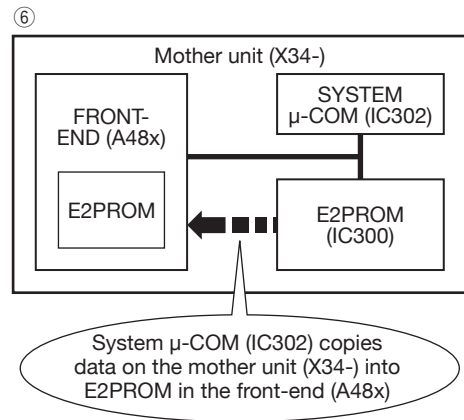 ⑥
Mother unit (X34-)
FRONT-
END (A48x)
E2PROM
SYSTEM
μ-COM (IC302)
E2PROM
(IC300)
System μ-COM (IC302) copies
data on the mother unit (X34-) into
E2PROM in the front-end (A48x)